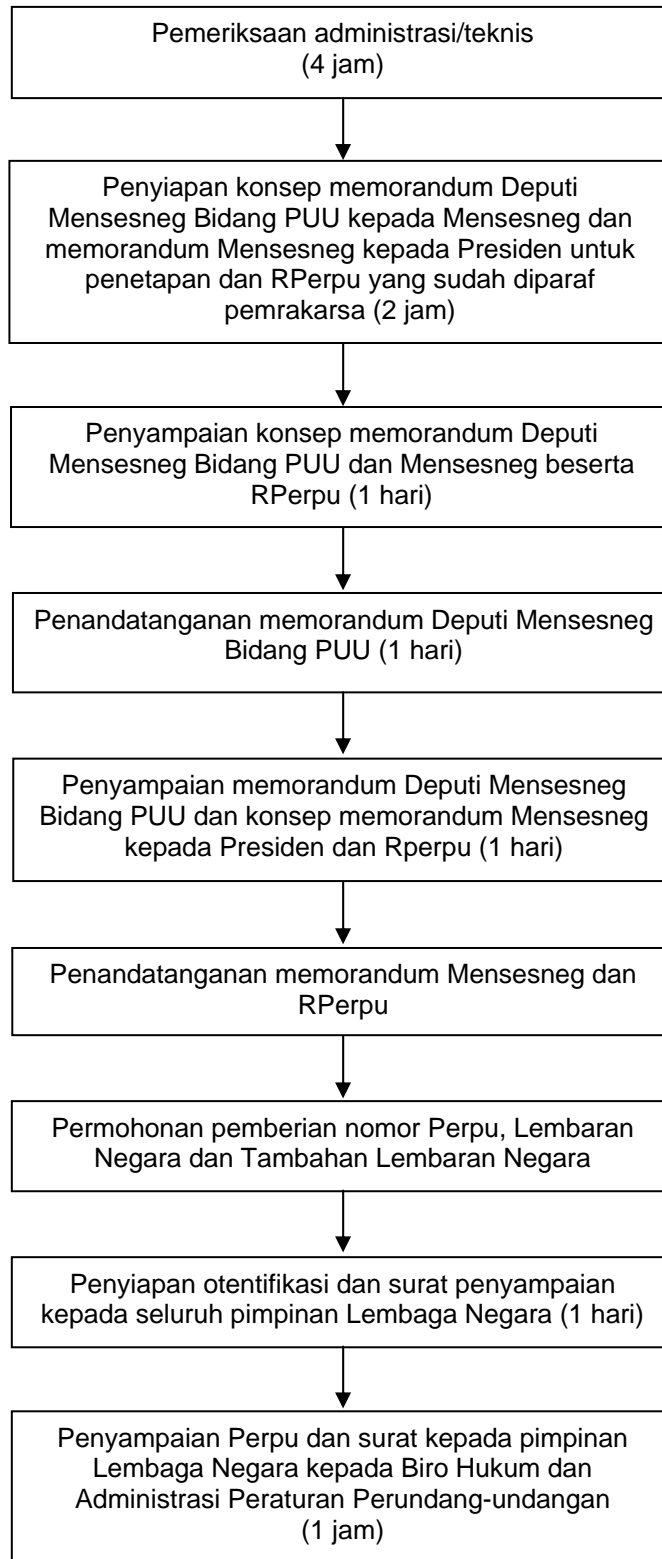 Pemeriksaan administrasi/teknis
(4 jam)
Penyiapan konsep memorandum Deputi
Mensesneg Bidang PUU kepada Mensesneg dan
memorandum Mensesneg kepada Presiden untuk
penetapan dan RPerpu yang sudah diparaf
pemrakarsa (2 jam)
Penyampaian konsep memorandum Deputi
Mensesneg Bidang PUU dan Mensesneg beserta
RPerpu (1 hari)
Penandatanganan memorandum Deputi Mensesneg
Bidang PUU (1 hari)
Penyampaian memorandum Deputi Mensesneg
Bidang PUU dan konsep memorandum Mensesneg
kepada Presiden dan Rperpu (1 hari)
Penandatanganan memorandum Mensesneg dan
RPerpu
Permohonan pemberian nomor Perpu, Lembaran
Negara dan Tambahan Lembaran Negara
Penyiapan otentifikasi dan surat penyampaian
kepada seluruh pimpinan Lembaga Negara (1 hari)
Penyampaian Perpu dan surat kepada pimpinan
Lembaga Negara kepada Biro Hukum dan
Administrasi Peraturan Perundang-undangan
(1 jam)